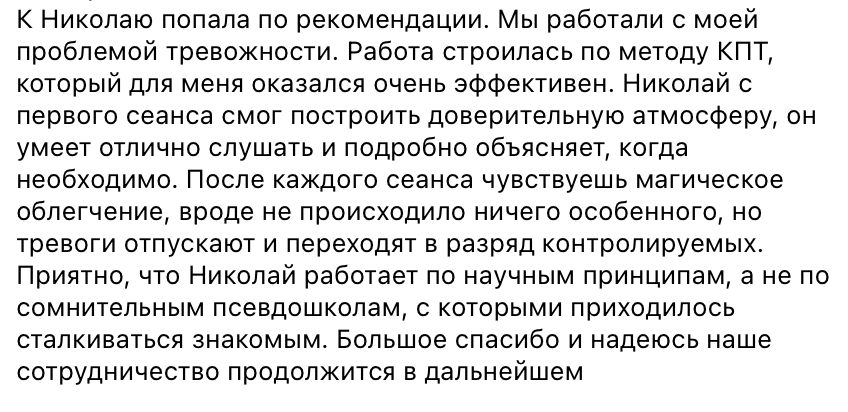 К Николаю попала по рекомендации. Мы работали с моей
проблемой тревожности. Работа строилась по методу КПТ,
который для меня оказался очень эффективен. Николай с
первого сеанса смог построить доверительную атмосферу, он
умеет отлично слушать и подробно объясняет, когда
необходимо. После каждого сеанса чувствуешь магическое
облегчение, вроде не происходило ничего особенного, но
тревоги отпускают и переходят в разряд контролируемых.
Приятно, что Николай работает по научным принципам, а не по
сомнительным псевдошколам, с которыми приходилось
сталкиваться знакомым. Большое спасибо и надеюсь наше
сотрудничество продолжится в дальнейшем